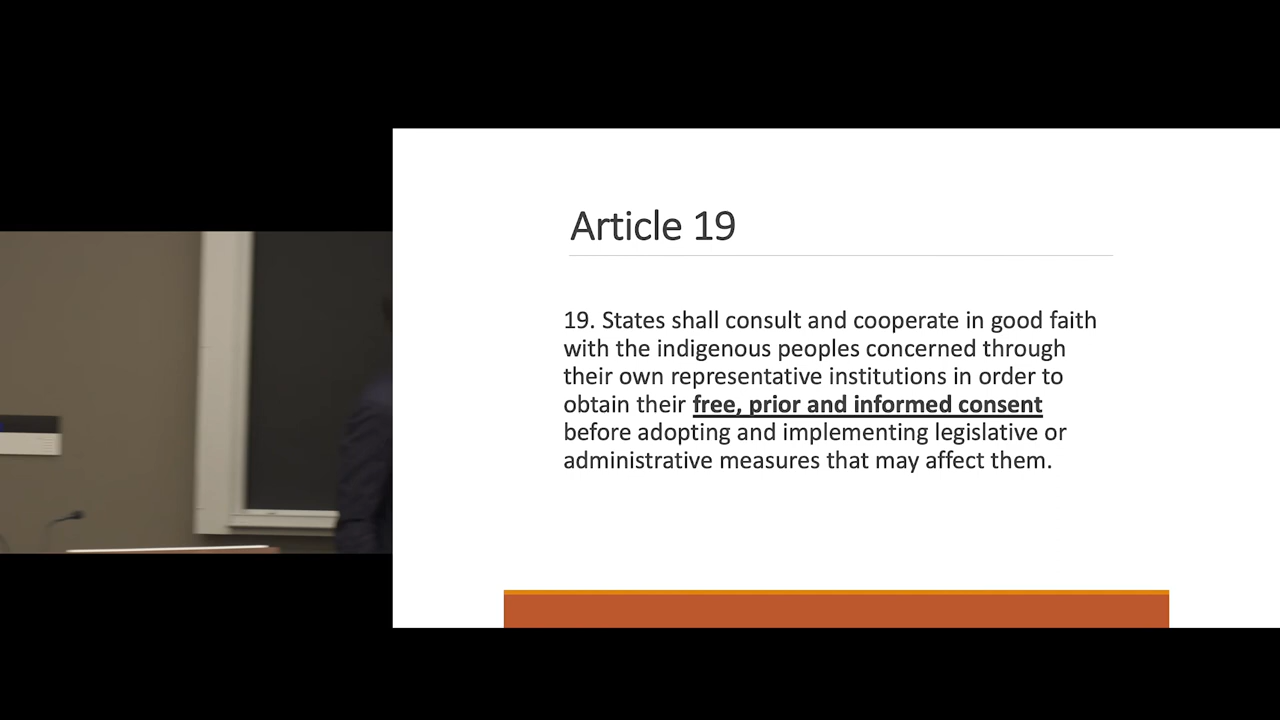 Article 19
19. States shall consult and cooperate in good faith
with the indigenous peoples concerned through
their own representative institutions in order to
obtain their free, prior and informed consent
before adopting and implementing legislative or
administrative measures that may affect them.